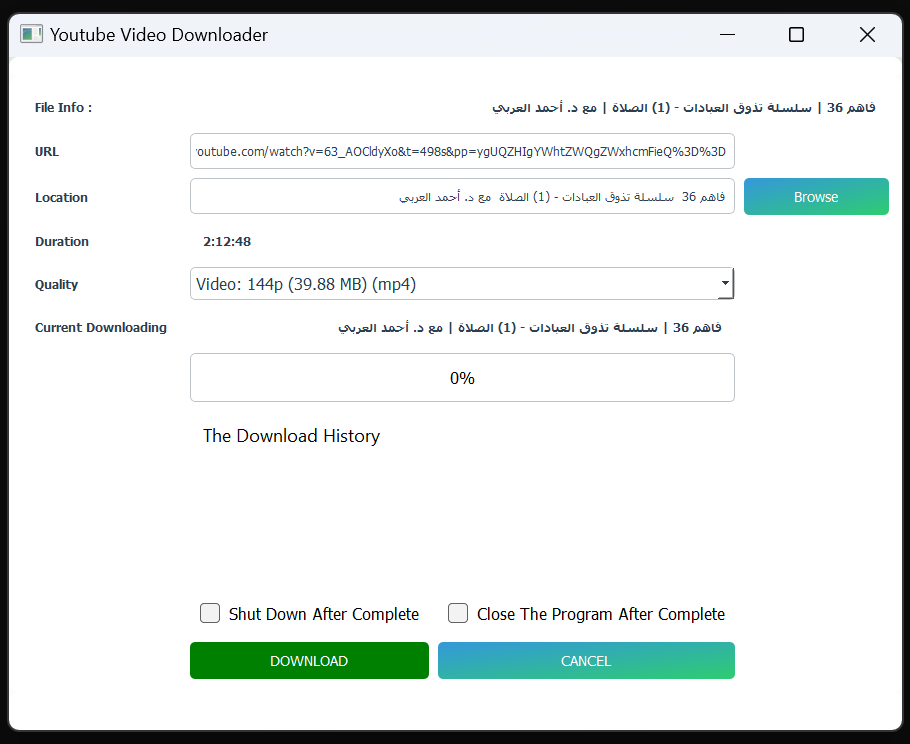 Youtube Video Downloader
File Info :
فاهم 36 | سلسلة تذوق العبادات - (1) الصلاة | مع د. أحمد العربي
URL
outube.com/watch?v=63_AOCldyXo&t=498s&pp=ygUQZHIgYWhtZWQgZWxhcmFieQ%3D%3D
Location
فاهم 36  سلسلة تذوق العبادات - (1) الصلاة  مع د. أحمد العربي
Browse
Duration
2:12:48
Quality
Video: 144p (39.88 MB) (mp4)
Current Downloading
فاهم 36 | سلسلة تذوق العبادات - (1) الصلاة | مع د. أحمد العربي
0%
The Download History
Shut Down After Complete
Close The Program After Complete
DOWNLOAD
CANCEL